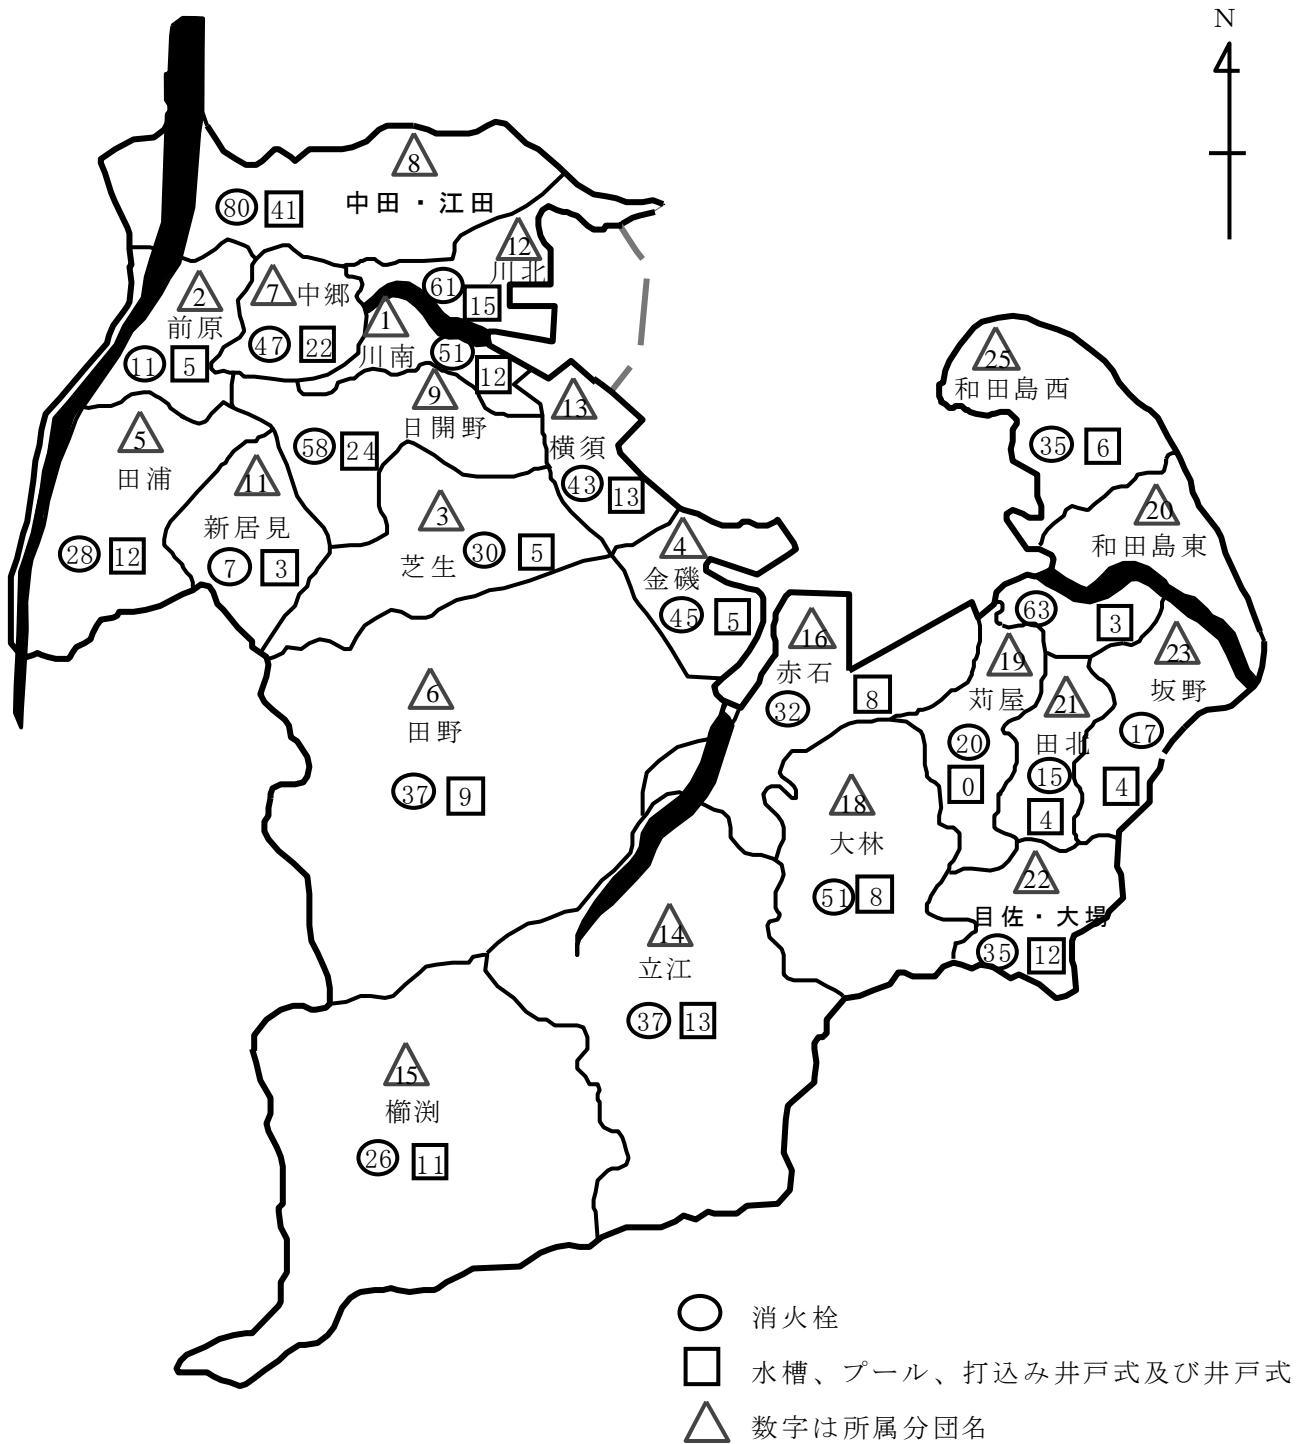 N
8
中田・江田
80 41
12
川北
61
15
2
前原
11 5
7 中郷
47 22
1
川南
51
12
9
日開野
58 24
13
横須
43 13
5
田浦
28 12
11
新居見
7 3
3
芝生 30 5
4
金磯
45 5
25
和田島西
35 6
20
和田島東
63 3
16
赤石
32 8
19
苅屋
20
0
21
田北
15
4
23
坂野
17
4
6
田野
37 9
18
大林
51 8
22
目佐・大場
35 12
14
立江
37 13
15
櫛渕
26 11
消火栓
水槽、プール、打込み井戸式及び井戸式
数字は所属分団名